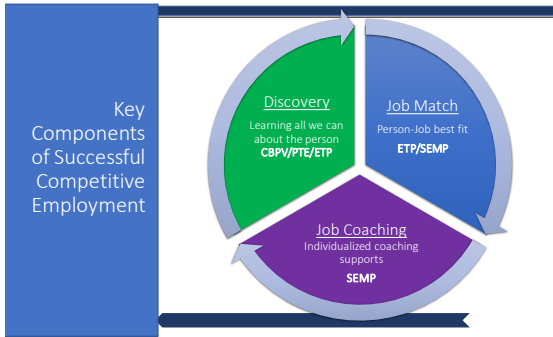 Key
Components
of Successful
Competitive
Employment
Discovery
Learning all we can
about the person
CBPV/PTE/ETP
Job Match
Person-Job best fit
ETP/SEMP
Job Coaching
Individualized coaching
supports
SEMP